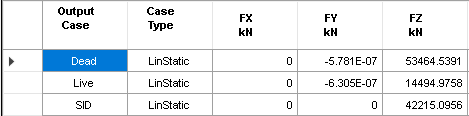 Output Case Case Type FX kN FY kN FZ kN
Dead LinStatic 0 -5.781E-07 53464.5391
Live LinStatic 0 -6.305E-07 14494.9758
SID LinStatic 0 0 42215.0956